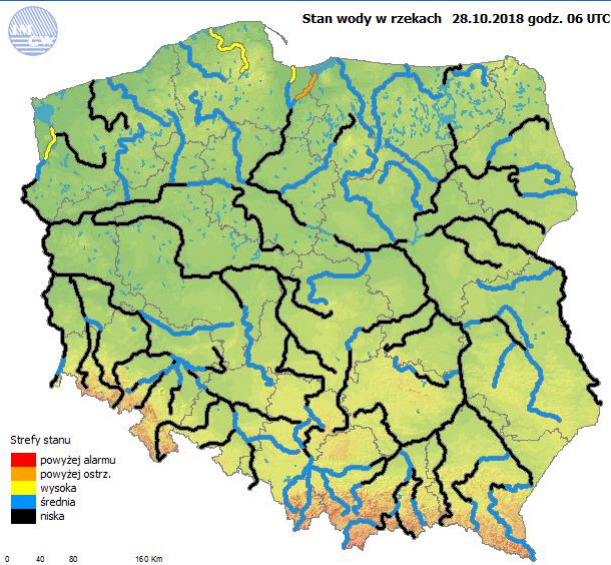 Stan wody w rzekach 28.10.2018 godz. 06 UTC
Strefy stanu
powyżej alarmu
powyżej ostrz.
wysoka
średnia
niska
0 40 80 160 Km